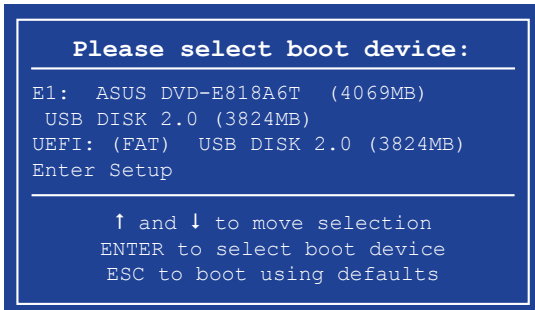 Please select boot device:
E1:  ASUS DVD-E818A6T  (4069MB)
 USB DISK 2.0 (3824MB)
UEFI: (FAT)  USB DISK 2.0 (3824MB)
Enter Setup
↑ and ↓ to move selection
ENTER to select boot device
ESC to boot using defaults